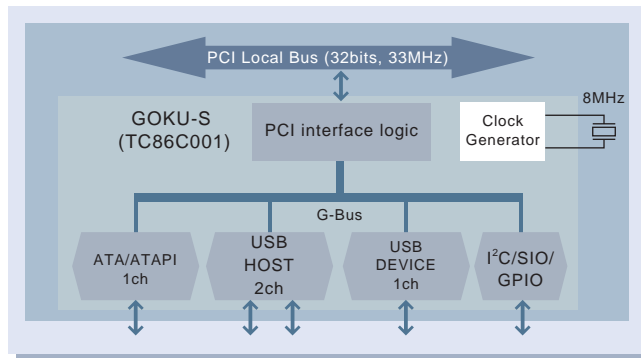 PCI Local Bus (32bits, 33MHz)
8MHz
GOKU-S
(TC86C001)
PCI interface logic
Clock
Generator
G-Bus
ATA/ATAPI
1ch
USB
HOST
2ch
USB
DEVICE
1ch
I²C/SIO/
GPIO